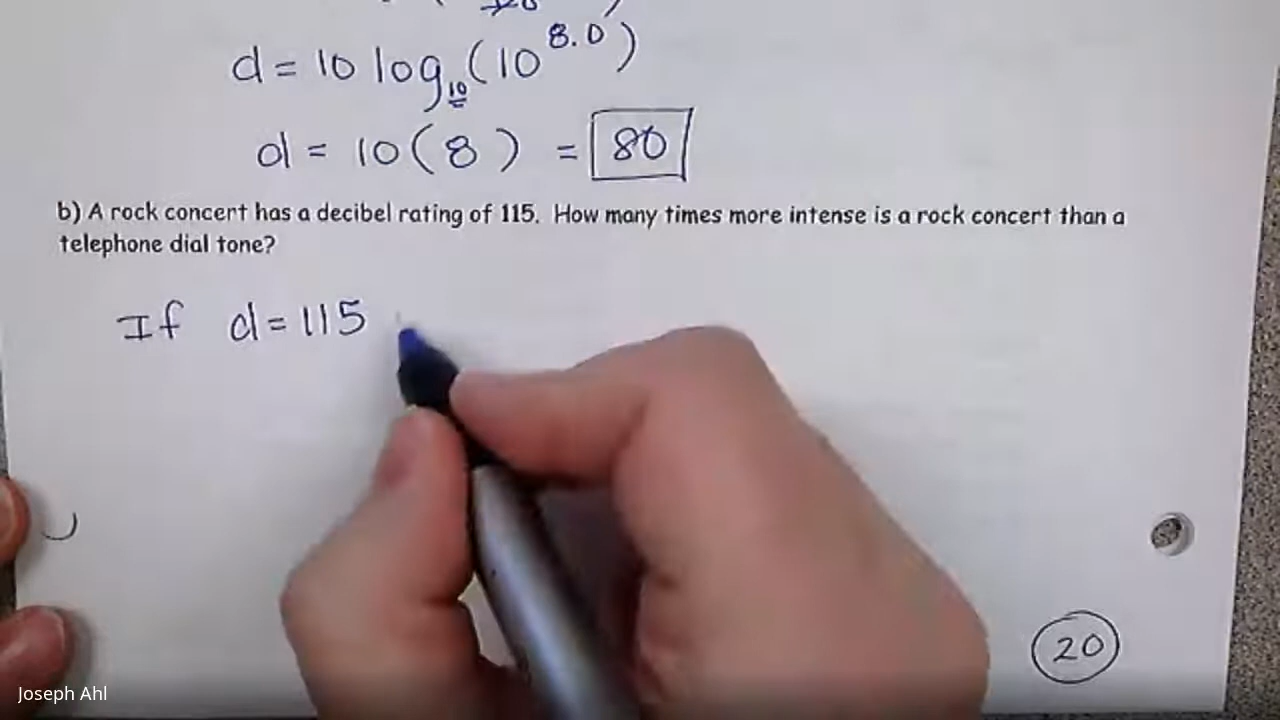 d = 10 log₁₀(10^8.0)
d = 10(8) = 80
b) A rock concert has a decibel rating of 115. How many times more intense is a rock concert than a
telephone dial tone?
If d = 115
20
Joseph Ahl